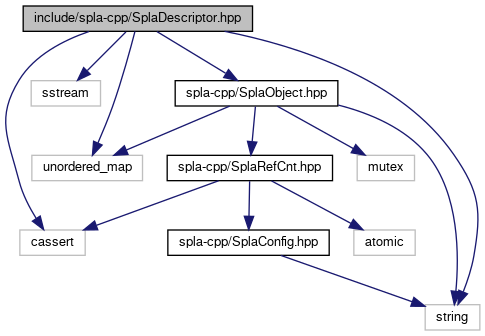 include/spla-cpp/SplaDescriptor.hpp
sstream
spla-cpp/SplaObject.hpp
unordered_map
spla-cpp/SplaRefCnt.hpp
mutex
cassert
spla-cpp/SplaConfig.hpp
atomic
string